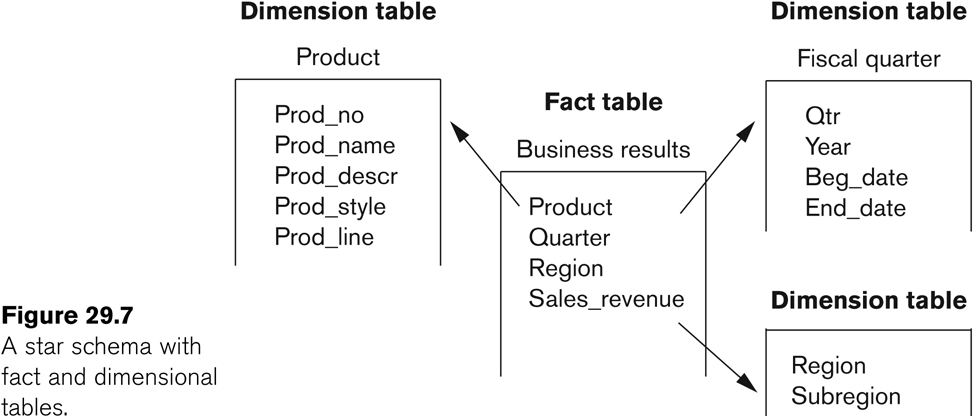 Dimension table
Product
Prod_no
Prod_name
Prod_descr
Prod_style
Prod_line
Fact table
Business results
Product
Quarter
Region
Sales_revenue
Dimension table
Fiscal quarter
Qtr
Year
Beg_date
End_date
Dimension table
Region
Subregion
Figure 29.7
A star schema with
fact and dimensional
tables.